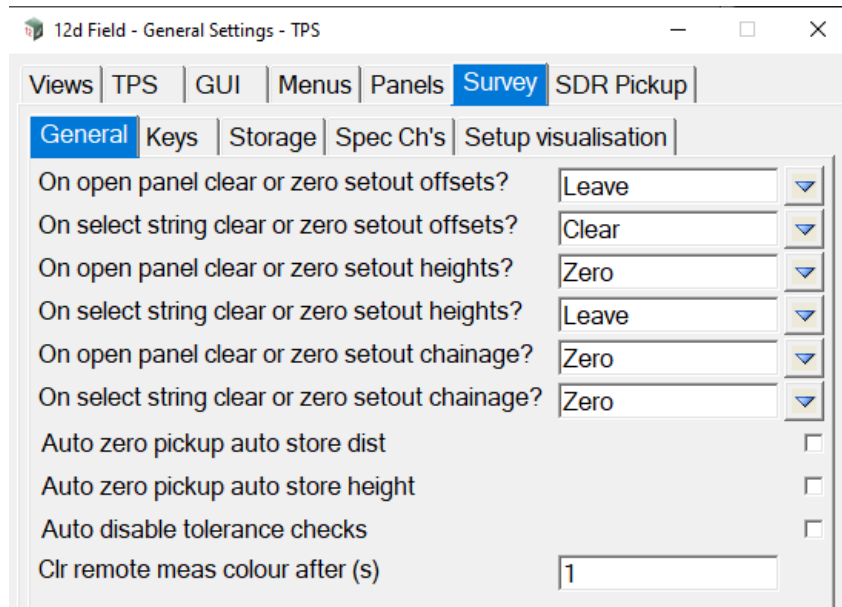 12d Field - General Settings - TPS
Views TPS GUI Menus Panels Survey SDR Pickup
General Keys Storage Spec Ch's Setup visualisation
On open panel clear or zero setout offsets? Leave
On select string clear or zero setout offsets? Clear
On open panel clear or zero setout heights? Zero
On select string clear or zero setout heights? Leave
On open panel clear or zero setout chainage? Zero
On select string clear or zero setout chainage? Zero
Auto zero pickup auto store dist
Auto zero pickup auto store height
Auto disable tolerance checks
Clr remote meas colour after (s) 1